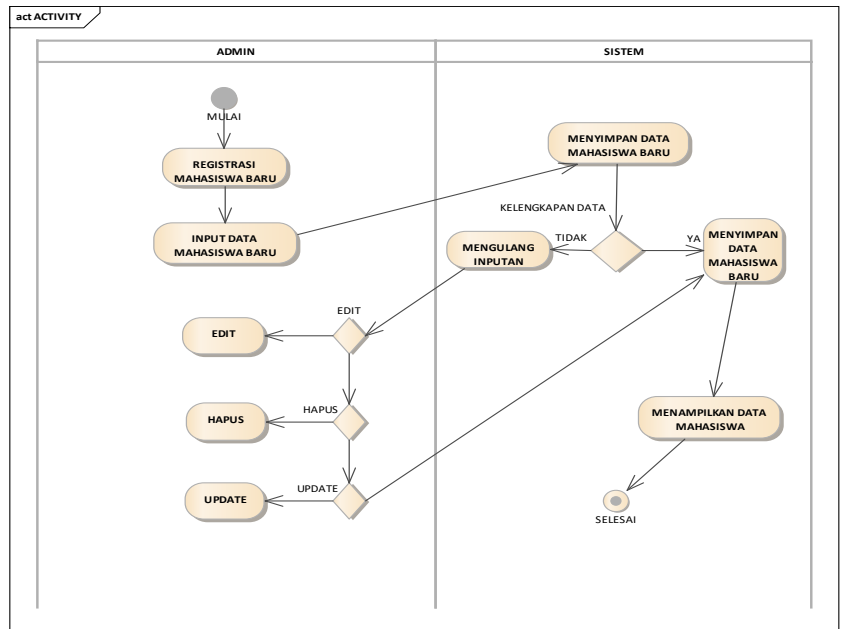 act ACTIVITY
ADMIN
SISTEM
MULAI
REGISTRASI
MAHASISWA BARU
INPUT DATA
MAHASISWA BARU
MENYIMPAN DATA
MAHASISWA BARU
KELENGKAPAN DATA
TIDAK
YA
MENGULANG
INPUTAN
MENYIMPAN
DATA
MAHASISWA
BARU
EDIT
EDIT
HAPUS
HAPUS
UPDATE
UPDATE
MENAMPILKAN DATA
MAHASISWA
SELESAI